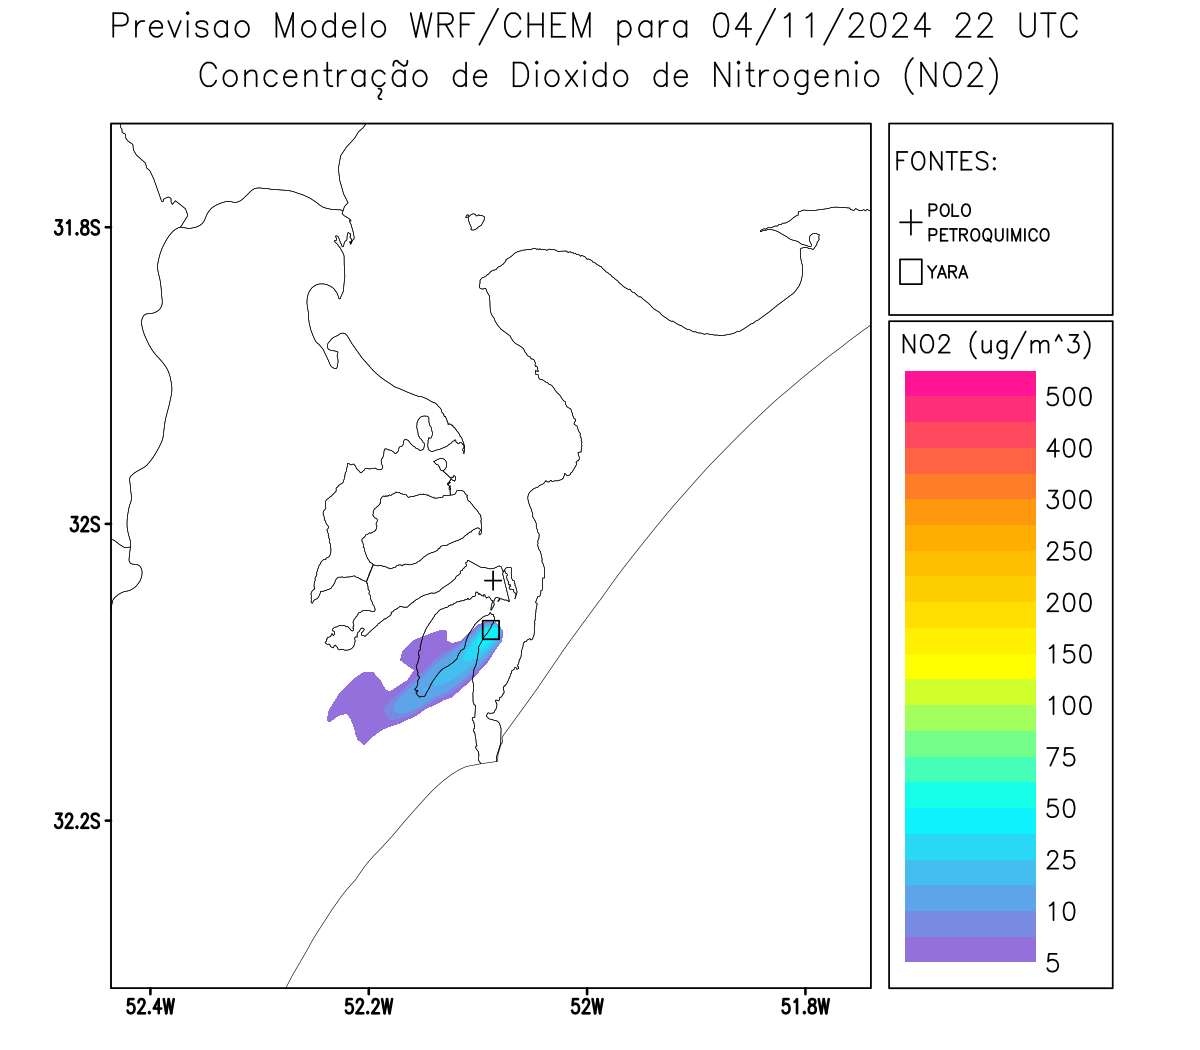 Previsao Modelo WRF/CHEM para 04/11/2024 22 UTC
Concentração de Dioxido de Nitrogenio (NO2)
FONTES:
POLO
PETROQUIMICO
YARA
NO2 (ug/m^3)
500
400
300
250
200
150
100
75
50
25
10
5
31.8S
32S
32.2S
52.4W
52.2W
52W
51.8W